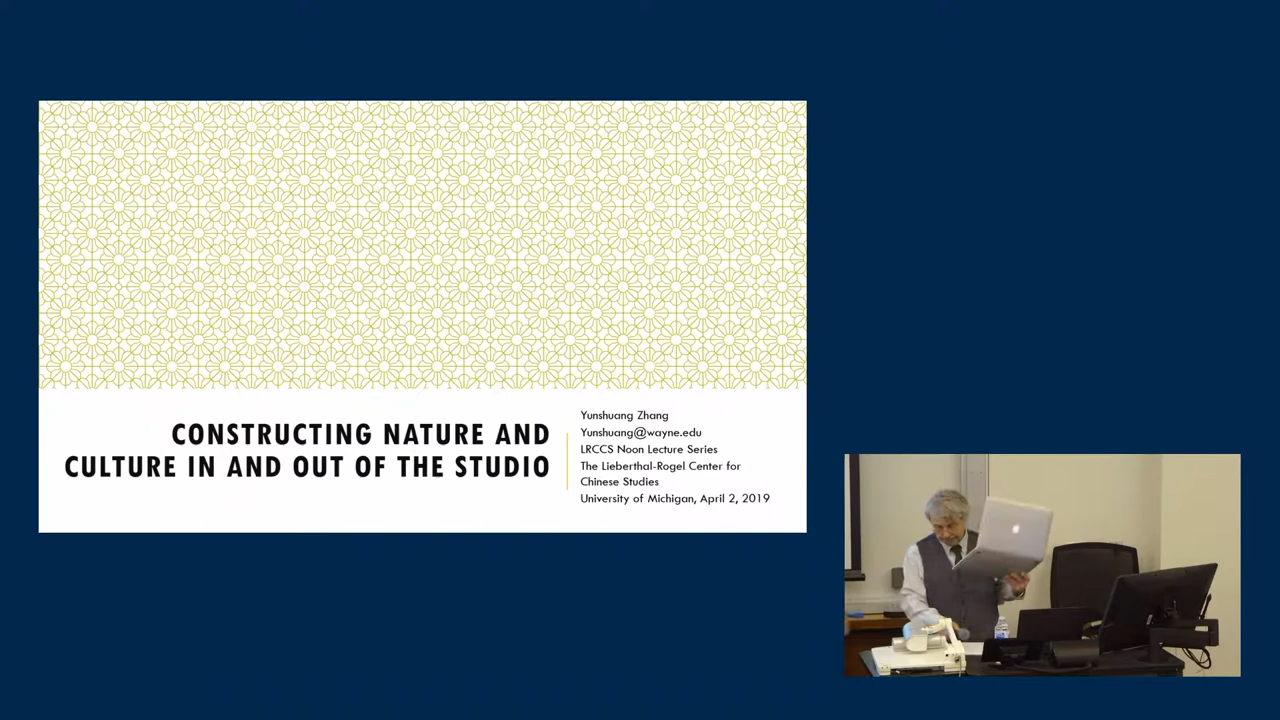 CONSTRUCTING NATURE AND
CULTURE IN AND OUT OF THE STUDIO
Yunshuang Zhang
Yunshuang@wayne.edu
LRCCS Noon Lecture Series
The Lieberthal-Rogel Center for
Chinese Studies
University of Michigan, April 2, 2019